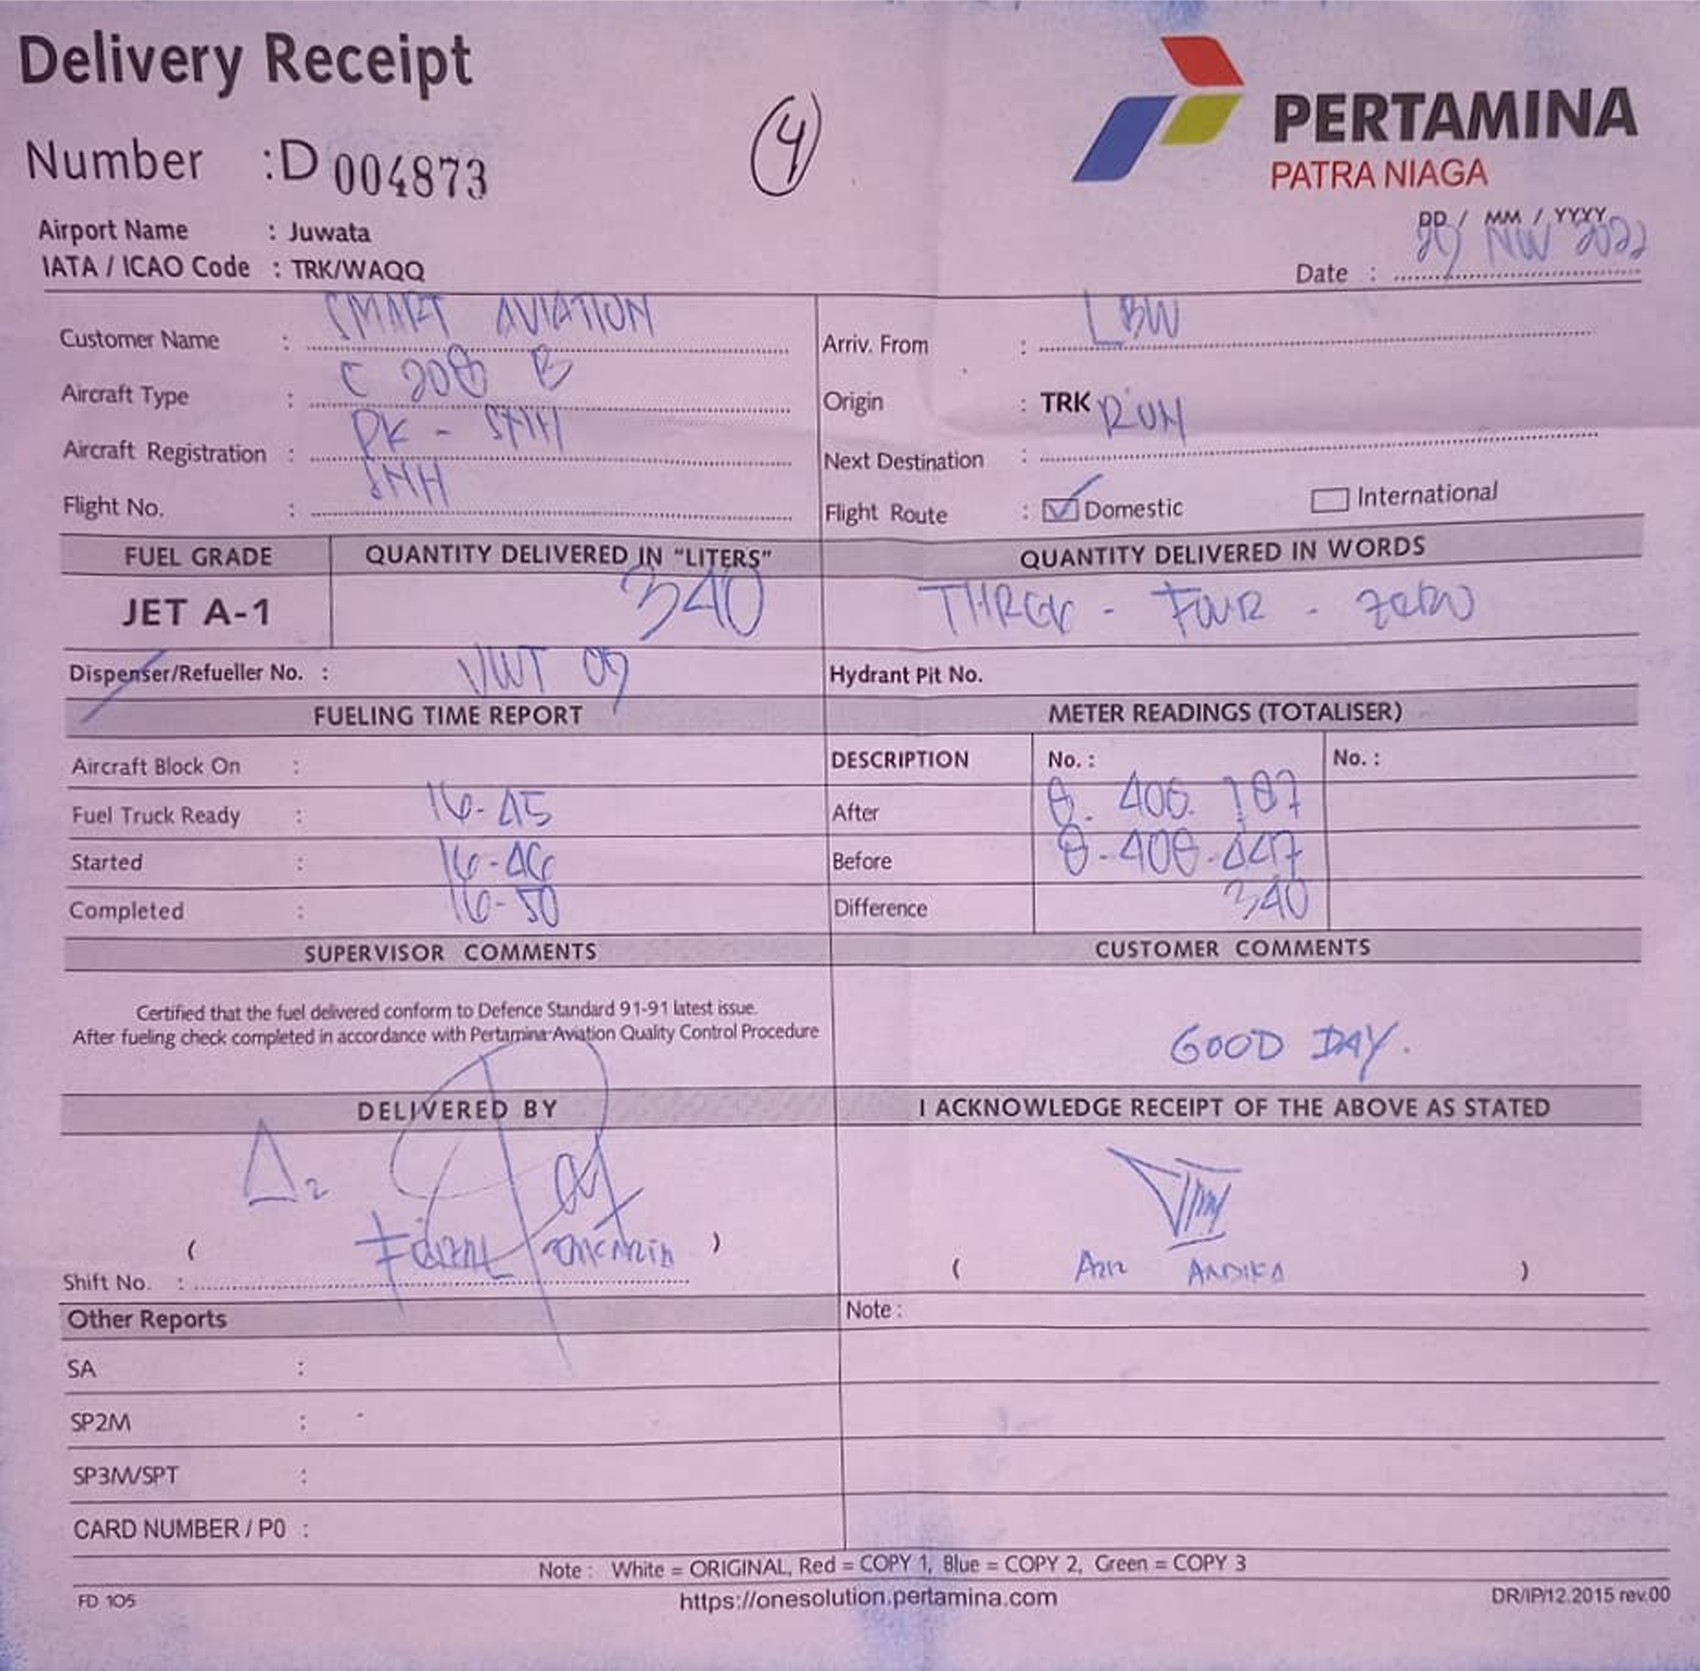 Delivery Receipt
4
PERTAMINA
PATRA NIAGA
Number :D 004873
Airport Name : Juwata
IATA / ICAO Code : TRK/WAQQ
DD / MM / YYYY
Date : NOV 2022
Customer Name : SMART AVIATION
Arriv. From : LBW
Aircraft Type : C 208 B
Origin : TRK
Aircraft Registration : PK - SNH
Next Destination : RUN
Flight No. : SNH
Flight Route : Domestic International
FUEL GRADE QUANTITY DELIVERED IN "LITERS" QUANTITY DELIVERED IN WORDS
JET A-1 340 THREE - FOUR - ZERO
Dispenser/Refueller No. : VWT 09
Hydrant Pit No.
FUELING TIME REPORT METER READINGS (TOTALISER)
Aircraft Block On :
DESCRIPTION No. : No. :
Fuel Truck Ready : 16-45
After
Started : 16-46
Before
Completed : 16-50
Difference 340
SUPERVISOR COMMENTS CUSTOMER COMMENTS
Certified that the fuel delivered conform to Defence Standard 91-91 latest issue.
After fueling check completed in accordance with Pertamina Aviation Quality Control Procedure
GOOD DAY.
DELIVERED BY I ACKNOWLEDGE RECEIPT OF THE ABOVE AS STATED
( )
Shift No. :
( ANDIKA )
Other Reports
Note :
SA :
SP2M :
SP3M/SPT :
CARD NUMBER / PO :
Note : White = ORIGINAL, Red = COPY 1, Blue = COPY 2, Green = COPY 3
FD 105 https://onesolution.pertamina.com DR/IP/12.2015 rev.00